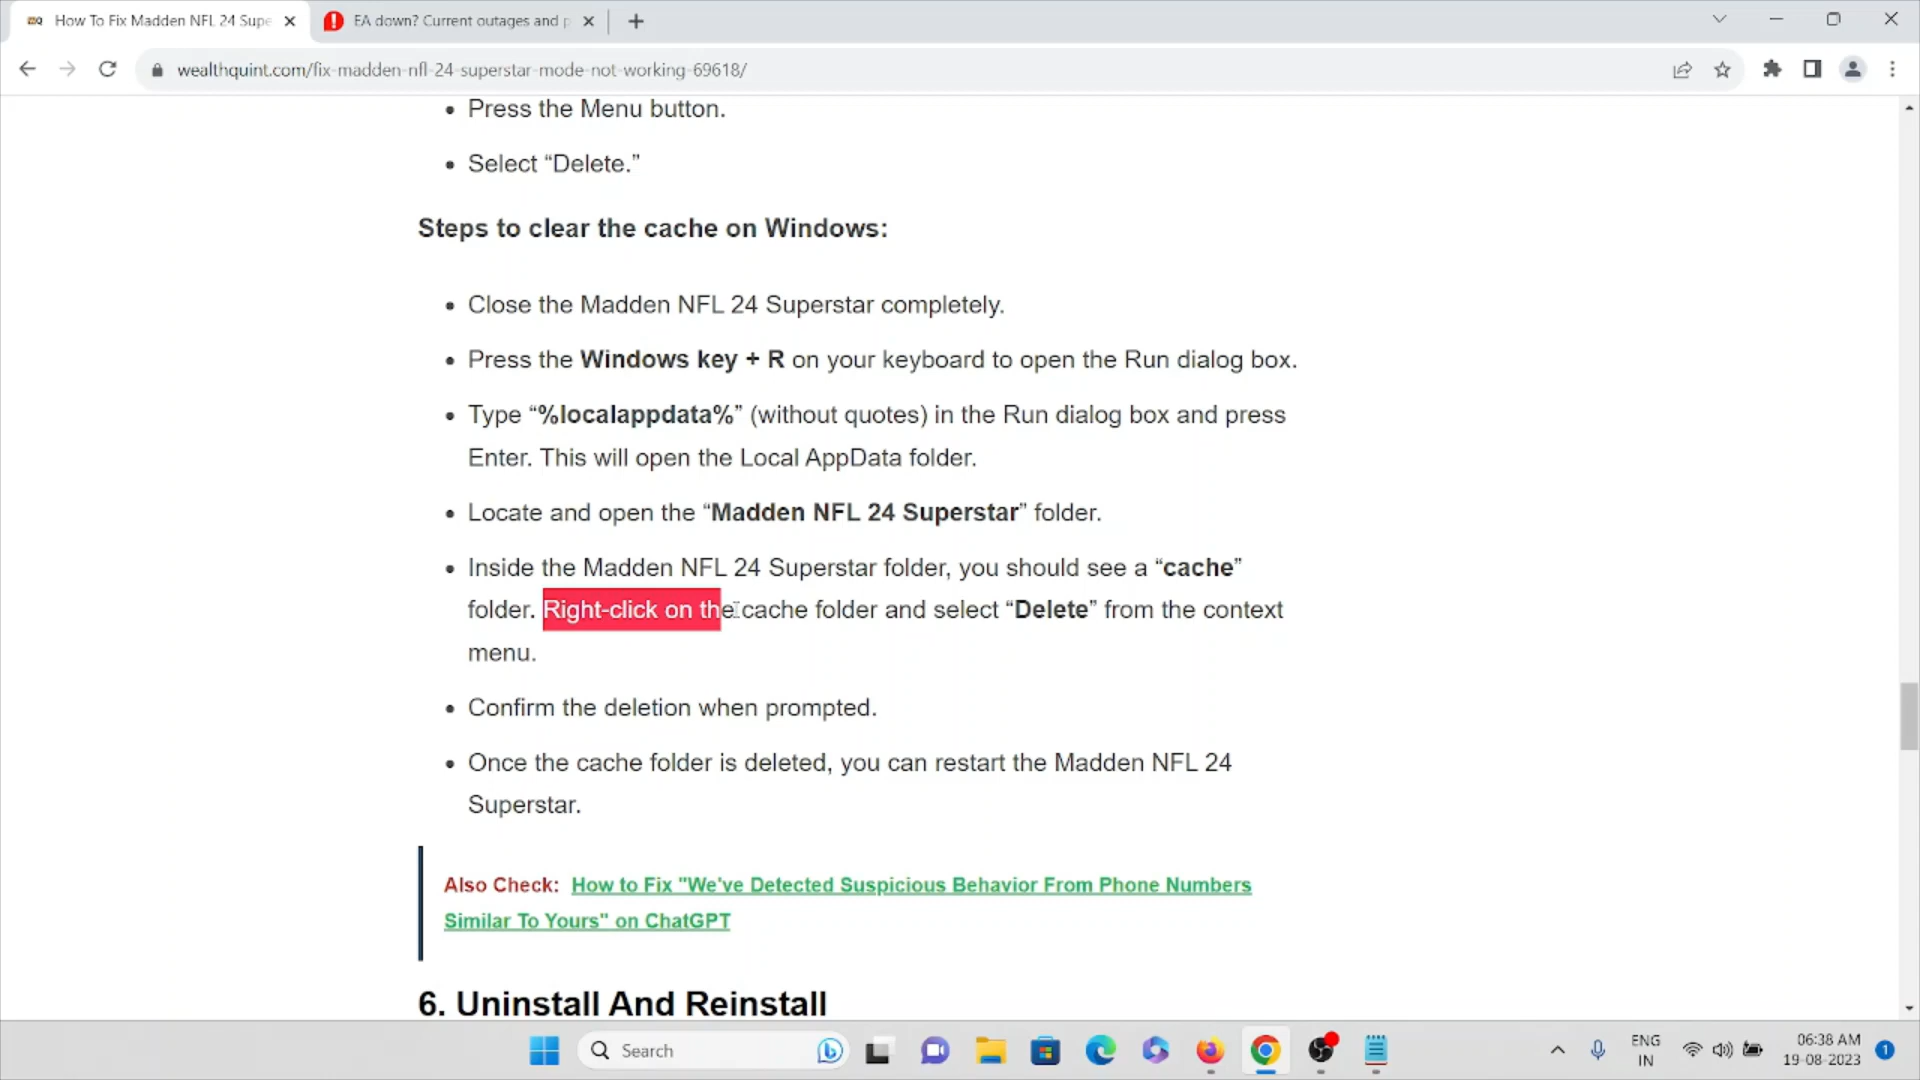 How To Fix Madden NFL 24 Supe
EA down? Current outages and p
wealthquint.com/fix-madden-nfl-24-superstar-mode-not-working-69618/
• Press the Menu button.
• Select “Delete.”
Steps to clear the cache on Windows:
• Close the Madden NFL 24 Superstar completely.
• Press the Windows key + R on your keyboard to open the Run dialog box.
• Type “%localappdata%” (without quotes) in the Run dialog box and press
Enter. This will open the Local AppData folder.
• Locate and open the “Madden NFL 24 Superstar” folder.
• Inside the Madden NFL 24 Superstar folder, you should see a “cache”
folder. Right-click on the cache folder and select “Delete” from the context
menu.
• Confirm the deletion when prompted.
• Once the cache folder is deleted, you can restart the Madden NFL 24
Superstar.
Also Check: How to Fix "We've Detected Suspicious Behavior From Phone Numbers
Similar To Yours" on ChatGPT
6. Uninstall And Reinstall
Search
ENG
IN
06:38 AM
19-08-2023
1